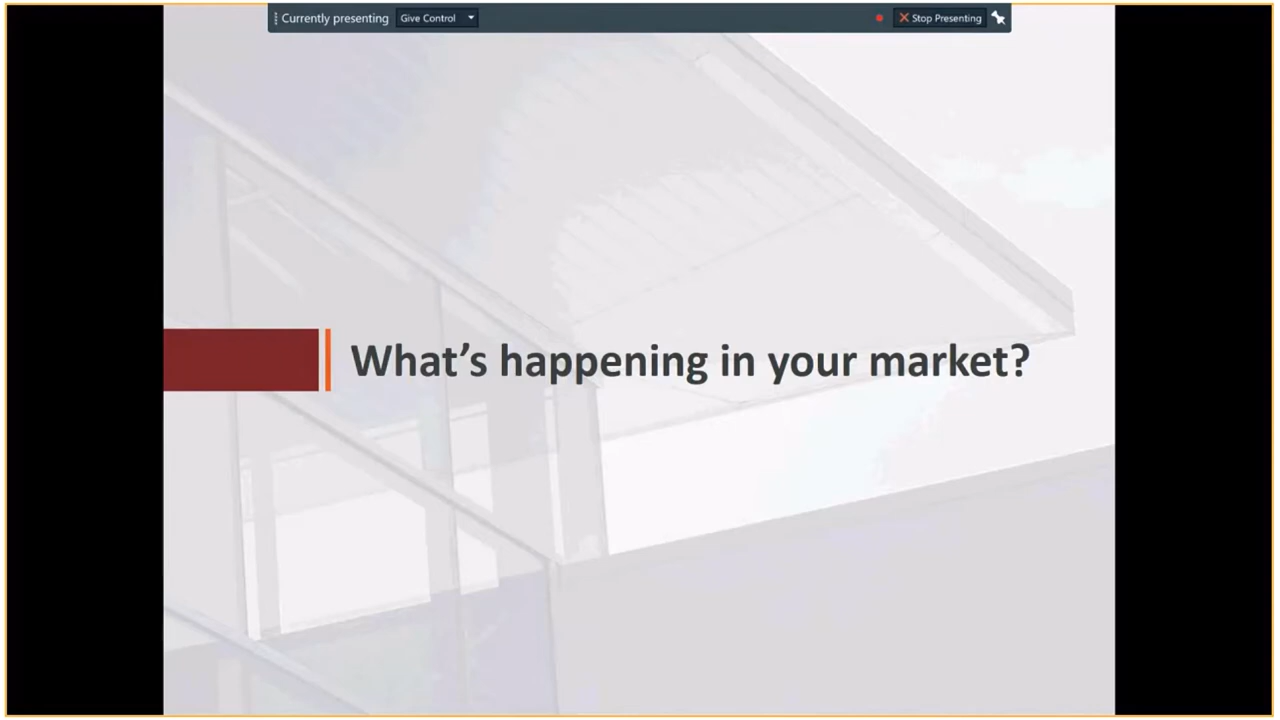 Currently presenting Give Control Stop Presenting
What's happening in your market?